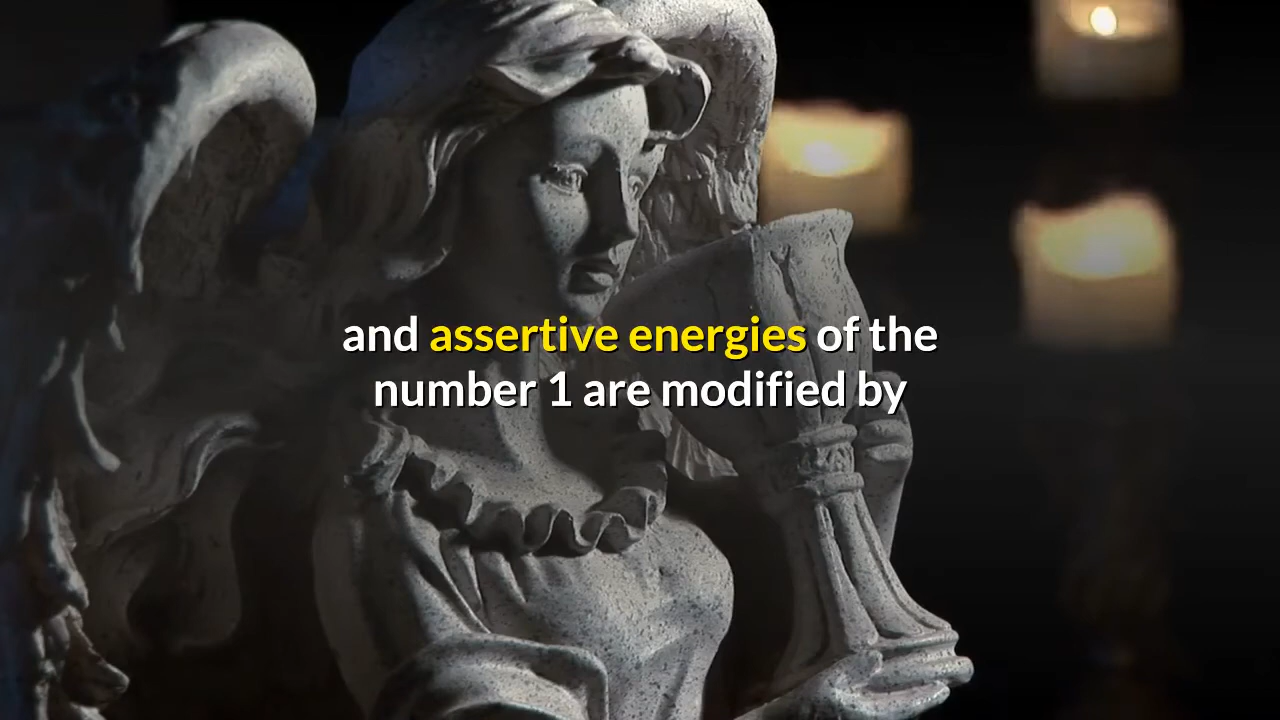 and assertive energies of the
number 1 are modified by